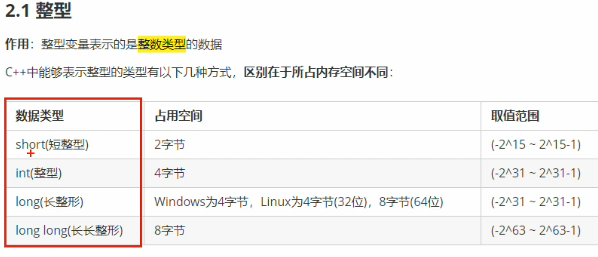 2.1 整型
作用：整型变量表示的是整数类型的数据
C++中能够表示整型的类型有以下几种方式，区别在于所占内存空间不同：
数据类型 占用空间 取值范围
short(短整型) 2字节 (-2^15 ~ 2^15-1)
int(整型) 4字节 (-2^31 ~ 2^31-1)
long(长整形) Windows为4字节，Linux为4字节(32位)，8字节(64位) (-2^31 ~ 2^31-1)
long long(长长整形) 8字节 (-2^63 ~ 2^63-1)